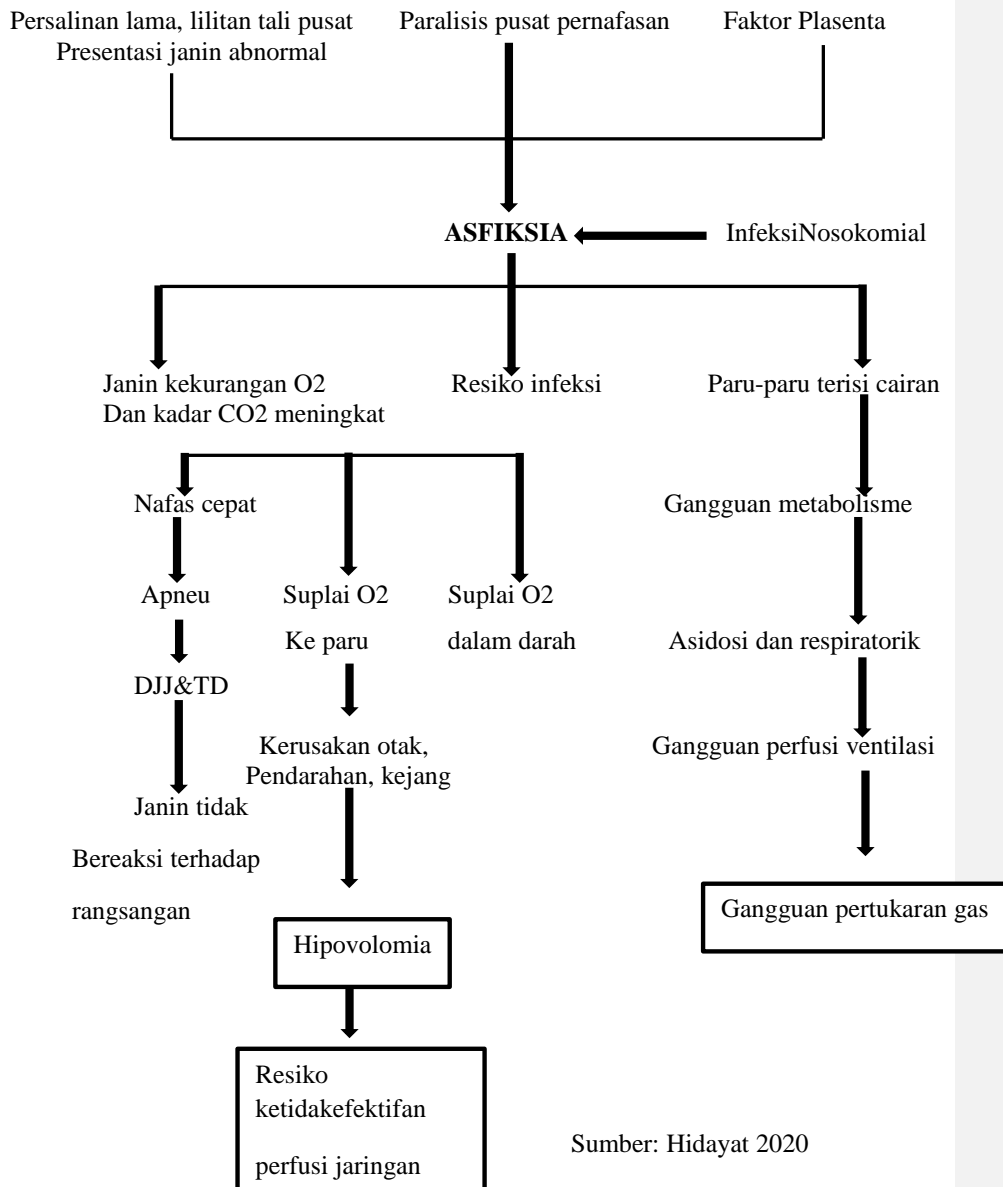 Persalinan lama, lilitan tali pusat
Presentasi janin abnormal
Paralisis pusat pernafasan
Faktor Plasenta
ASFIKSIA
InfeksiNosokomial
Janin kekurangan O2
Dan kadar CO2 meningkat
Resiko infeksi
Paru-paru terisi cairan
Nafas cepat
Gangguan metabolisme
Apneu
Suplai O2
Ke paru
Suplai O2
dalam darah
Asidosi dan respiratorik
DJJ&TD
Kerusakan otak,
Pendarahan, kejang
Gangguan perfusi ventilasi
Janin tidak
Bereaksi terhadap
rangsangan
Gangguan pertukaran gas
Hipovolomia
Resiko
ketidakefektifan
perfusi jaringan
Sumber: Hidayat 2020